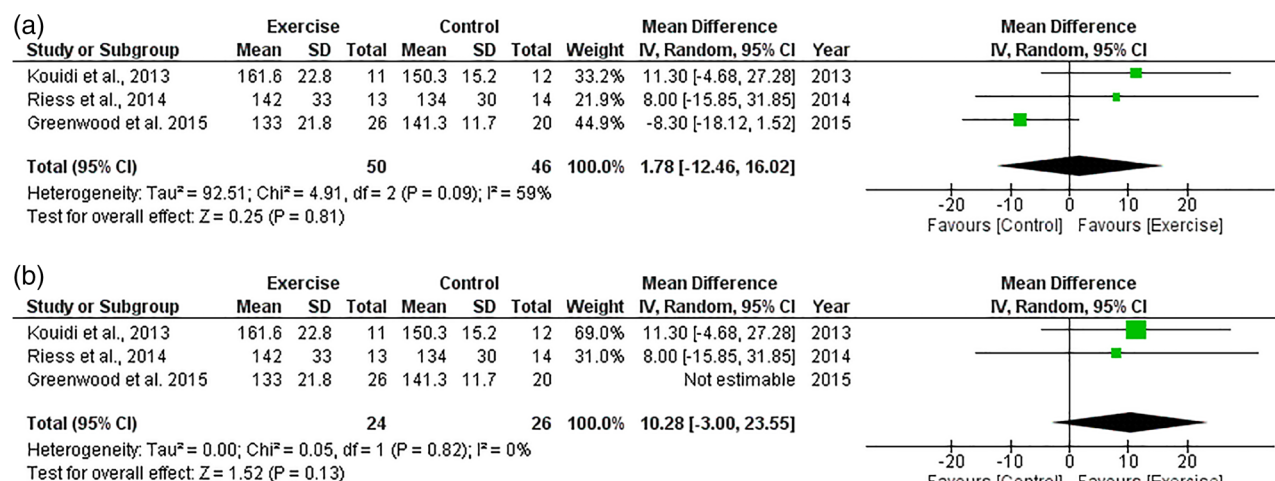 (a)
Exercise Control Mean Difference Mean Difference
Study or Subgroup Mean SD Total Mean SD Total Weight IV, Random, 95% CI Year IV, Random, 95% CI
Kouidi et al., 2013 161.6 22.8 11 150.3 15.2 12 33.2% 11.30 [-4.68, 27.28] 2013
Riess et al., 2014 142 33 13 134 30 14 21.9% 8.00 [-15.85, 31.85] 2014
Greenwood et al. 2015 133 21.8 26 141.3 11.7 20 44.9% -8.30 [-18.12, 1.52] 2015
Total (95% CI) 50 46 100.0% 1.78 [-12.46, 16.02]
Heterogeneity: Tau² = 92.51; Chi² = 4.91, df = 2 (P = 0.09); I² = 59%
Test for overall effect: Z = 0.25 (P = 0.81)
-20 -10 0 10 20
Favours [Control] Favours [Exercise]
(b)
Exercise Control Mean Difference Mean Difference
Study or Subgroup Mean SD Total Mean SD Total Weight IV, Random, 95% CI Year IV, Random, 95% CI
Kouidi et al., 2013 161.6 22.8 11 150.3 15.2 12 69.0% 11.30 [-4.68, 27.28] 2013
Riess et al., 2014 142 33 13 134 30 14 31.0% 8.00 [-15.85, 31.85] 2014
Greenwood et al. 2015 133 21.8 26 141.3 11.7 20 Not estimable 2015
Total (95% CI) 24 26 100.0% 10.28 [-3.00, 23.55]
Heterogeneity: Tau² = 0.00; Chi² = 0.05, df = 1 (P = 0.82); I² = 0%
Test for overall effect: Z = 1.52 (P = 0.13)
-20 -10 0 10 20
Favours [Control] Favours [Exercise]